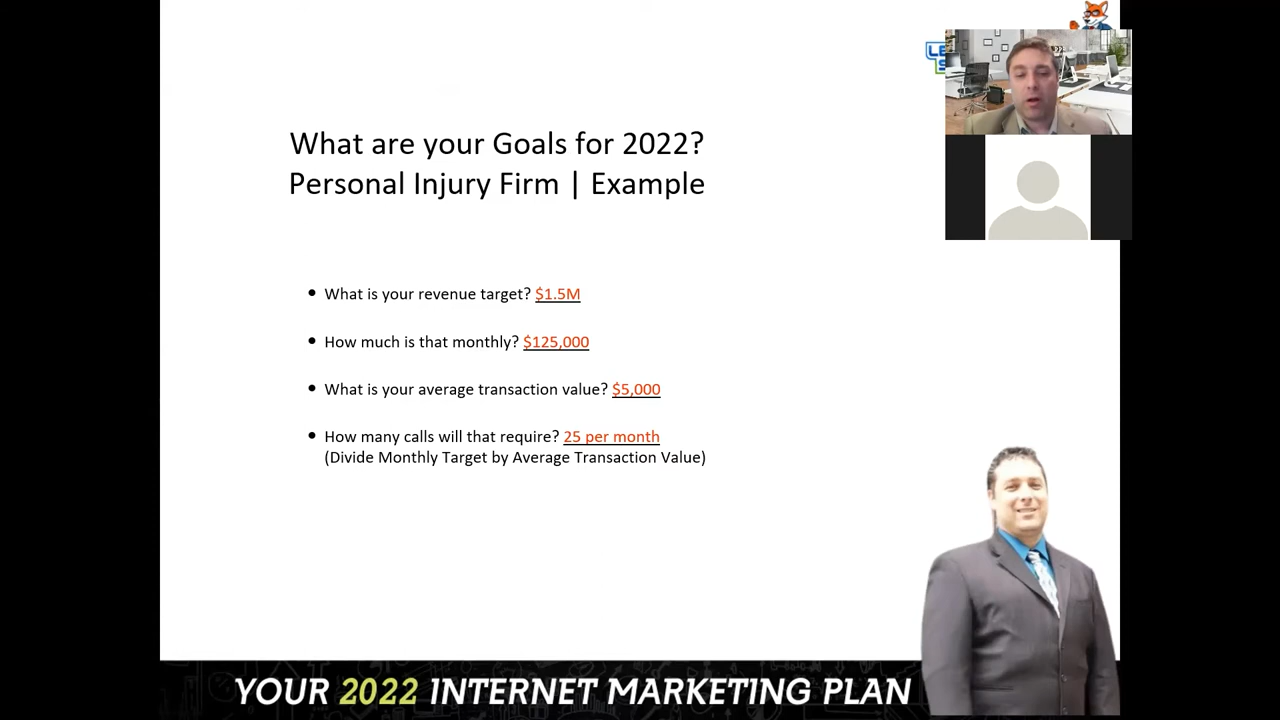 What are your Goals for 2022?
Personal Injury Firm | Example
• What is your revenue target? $1.5M
• How much is that monthly? $125,000
• What is your average transaction value? $5,000
• How many calls will that require? 25 per month
(Divide Monthly Target by Average Transaction Value)
YOUR 2022 INTERNET MARKETING PLAN